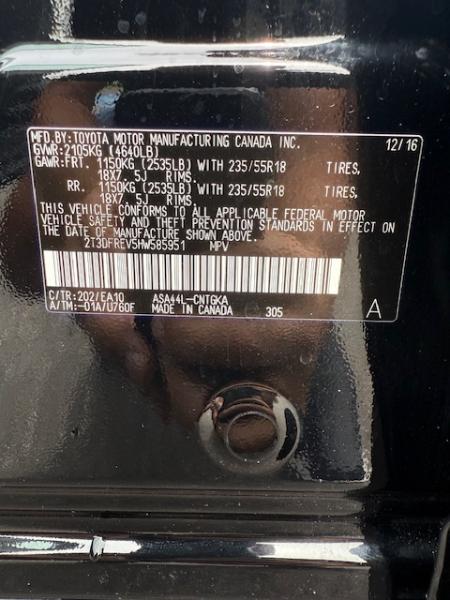 MFD.BY:TOYOTA MOTOR MANUFACTURING CANADA INC. 12/16
GVWR:2105KG (4640LB)
GAWR:FRT. 1150KG (2535LB) WITH 235/55R18 TIRES,
18X7.5J RIMS.
RR. 1150KG (2535LB) WITH 235/55R18 TIRES,
18X7.5J RIMS.
THIS VEHICLE CONFORMS TO ALL APPLICABLE FEDERAL MOTOR
VEHICLE SAFETY AND THEFT PREVENTION STANDARDS IN EFFECT ON
THE DATE OF MANUFACTURE SHOWN ABOVE.
2T3DFREV5HW585951 MPV
C/TR:202/EA10 ASA44L-CNTGKA
A/TM:-01A/U760F MADE IN CANADA 305 A